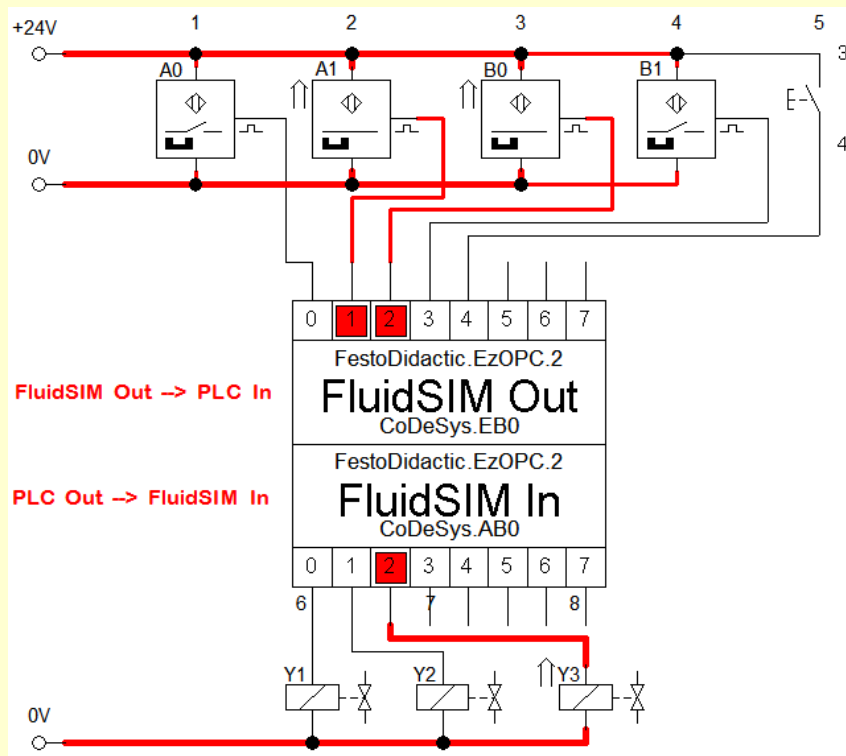 1 2 3 4 5
+24V
3
A0 A1 B0 B1
4
0V
0 1 2 3 4 5 6 7
FestoDidactic.EzOPC.2
FluidSIM Out --> PLC In
FluidSIM Out
CoDeSys.EB0
FestoDidactic.EzOPC.2
PLC Out --> FluidSIM In
FluidSIM In
CoDeSys.AB0
0 1 2 3 4 5 6 7
6 7 8
Y1 Y2 Y3
0V